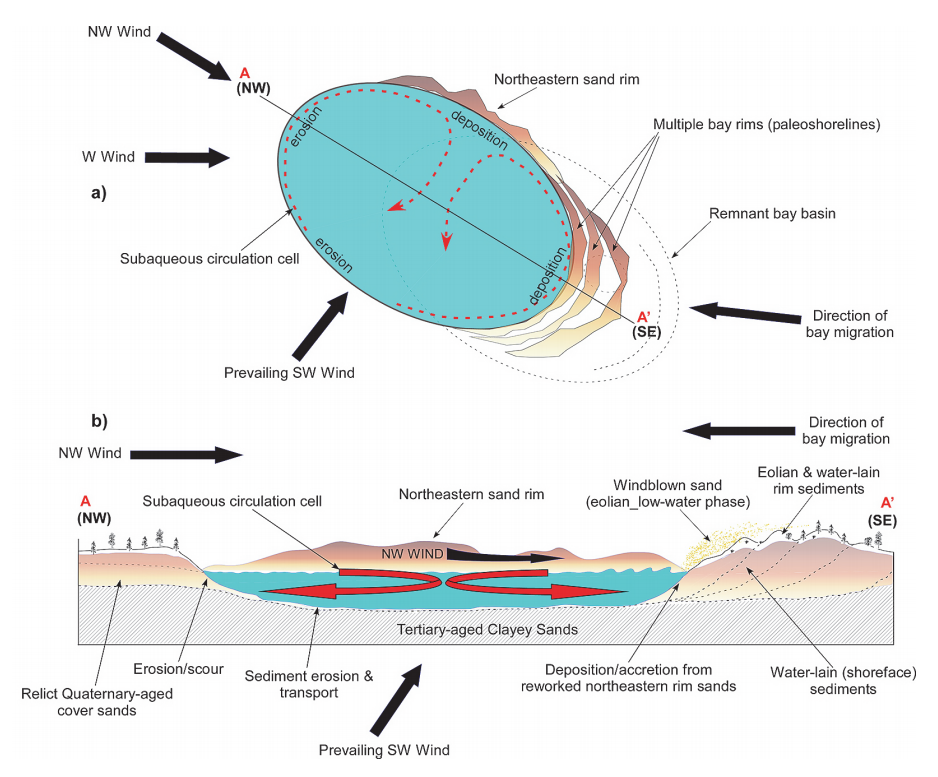 NW Wind
A
(NW)
Northeastern sand rim
erosion
deposition
Multiple bay rims (paleoshorelines)
W Wind
a)
Remnant bay basin
Subaqueous circulation cell
erosion
deposition
A'
(SE)
Direction of
bay migration
Prevailing SW Wind
b)
Direction of
bay migration
NW Wind
Eolian & water-lain
rim sediments
Windblown sand
(eolian_low-water phase)
A
(NW)
Subaqueous circulation cell
Northeastern sand rim
A'
(SE)
NW WIND
Tertiary-aged Clayey Sands
Erosion/scour
Sediment erosion &
transport
Deposition/accretion from
reworked northeastern rim sands
Water-lain (shoreface)
sediments
Relict Quaternary-aged
cover sands
Prevailing SW Wind